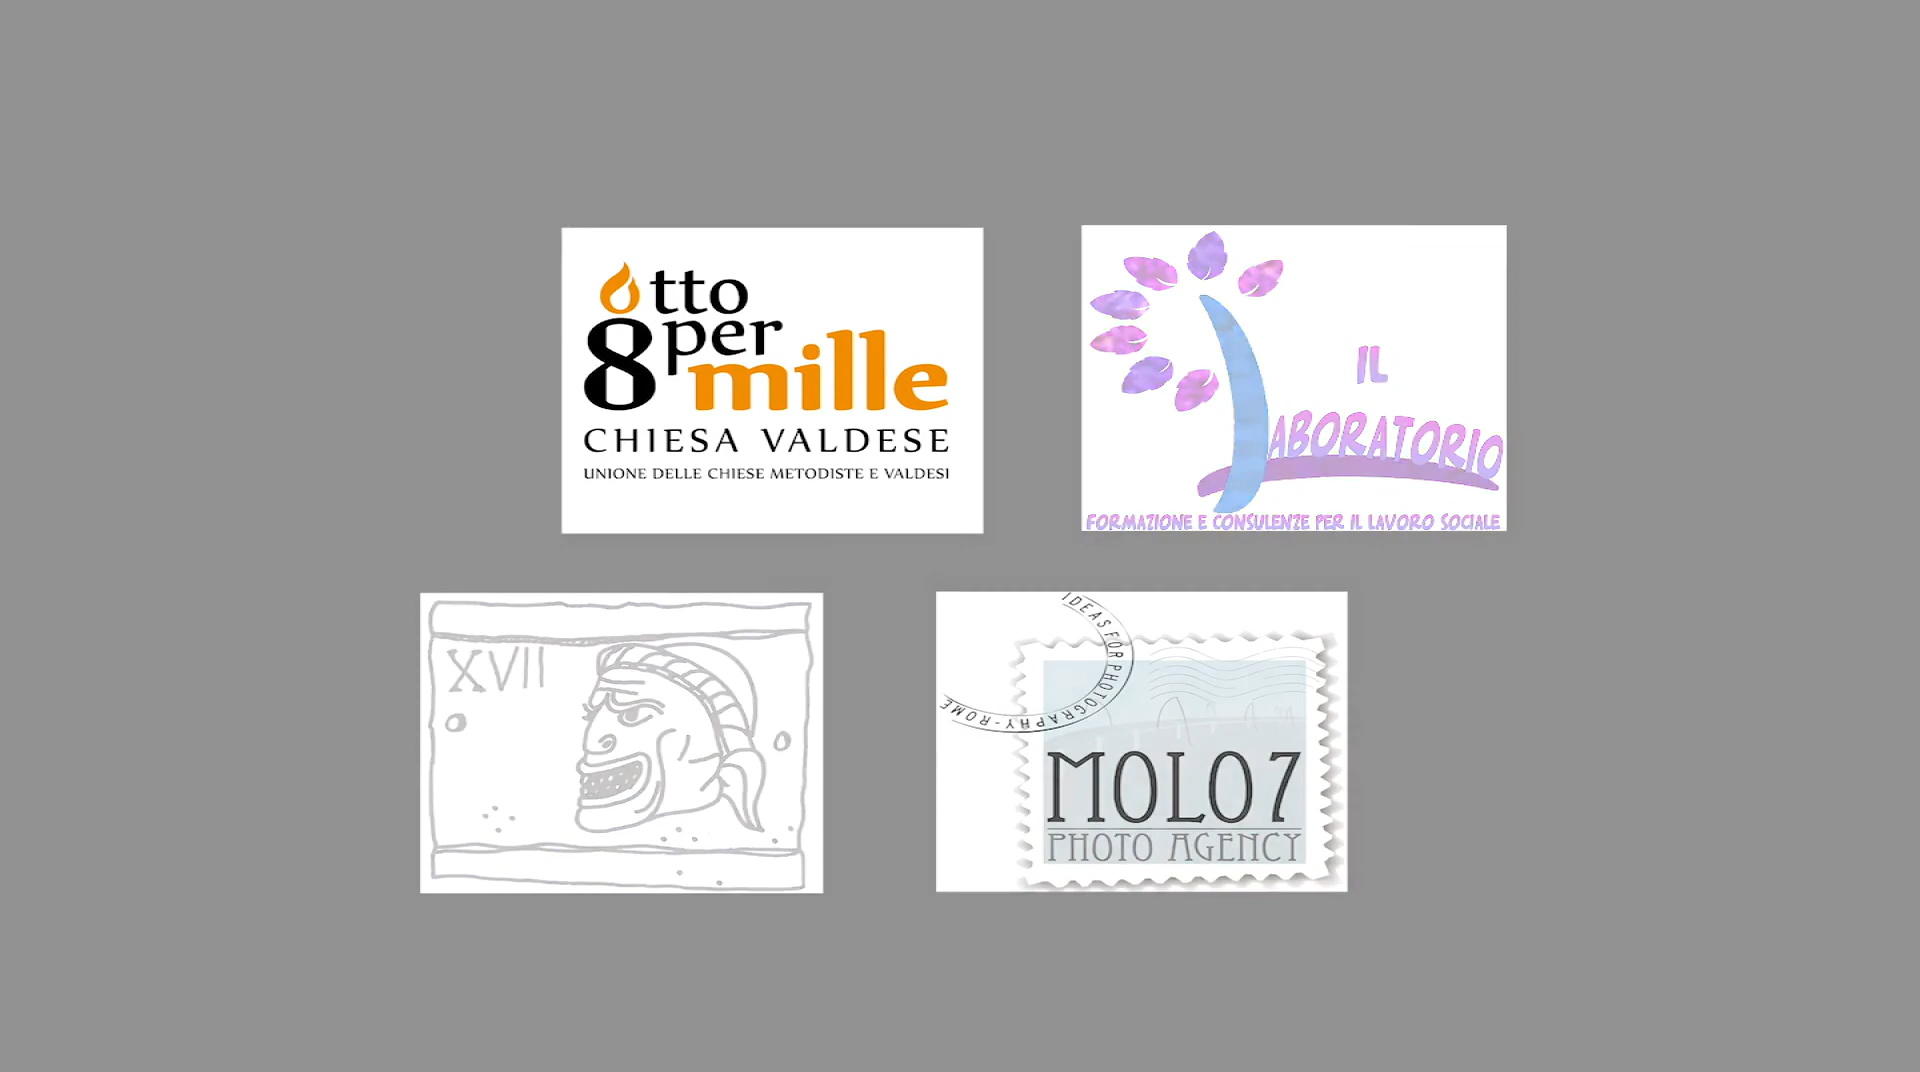 otto
8 per
mille
CHIESA VALDESE
UNIONE DELLE CHIESE METODISTE E VALDESI
IL
LABORATORIO
FORMAZIONE E CONSULENZE PER IL LAVORO SOCIALE
XVII
IDEAS FOR PHOTOGRAPHY - ROME
MOLO7
PHOTO AGENCY